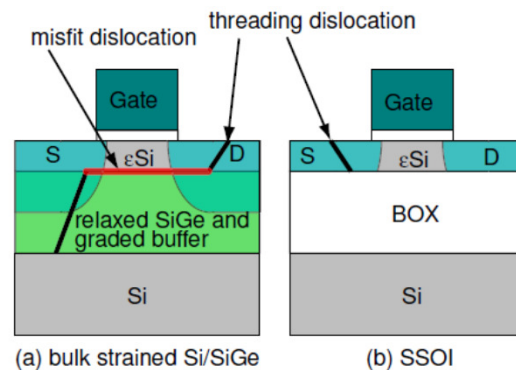 misfit dislocation
threading dislocation
Gate
S
εSi
D
relaxed SiGe and
graded buffer
Si
(a) bulk strained Si/SiGe
Gate
S
εSi
D
BOX
Si
(b) SSOI